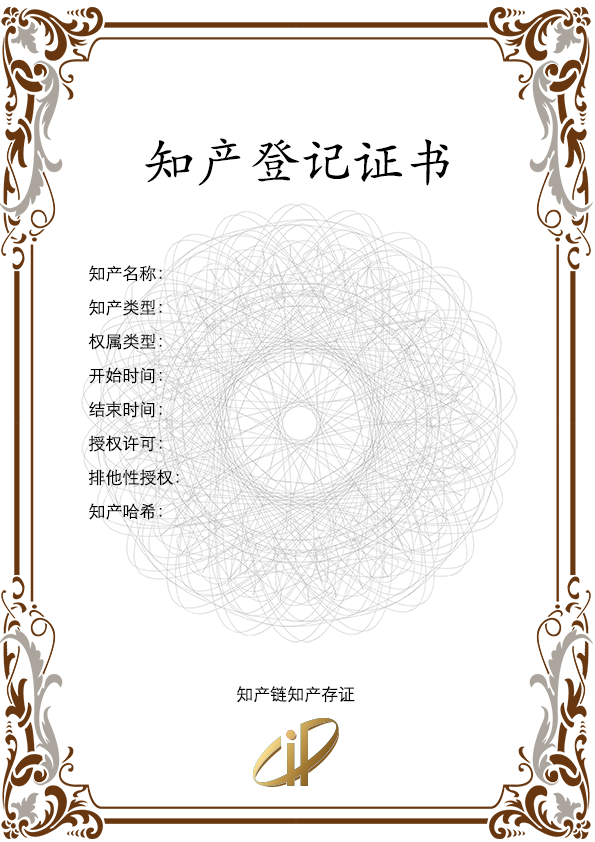 知产登记证书
知产名称：
知产类型：
权属类型：
开始时间：
结束时间：
授权许可：
排他性授权：
知产哈希：
知产链知产存证